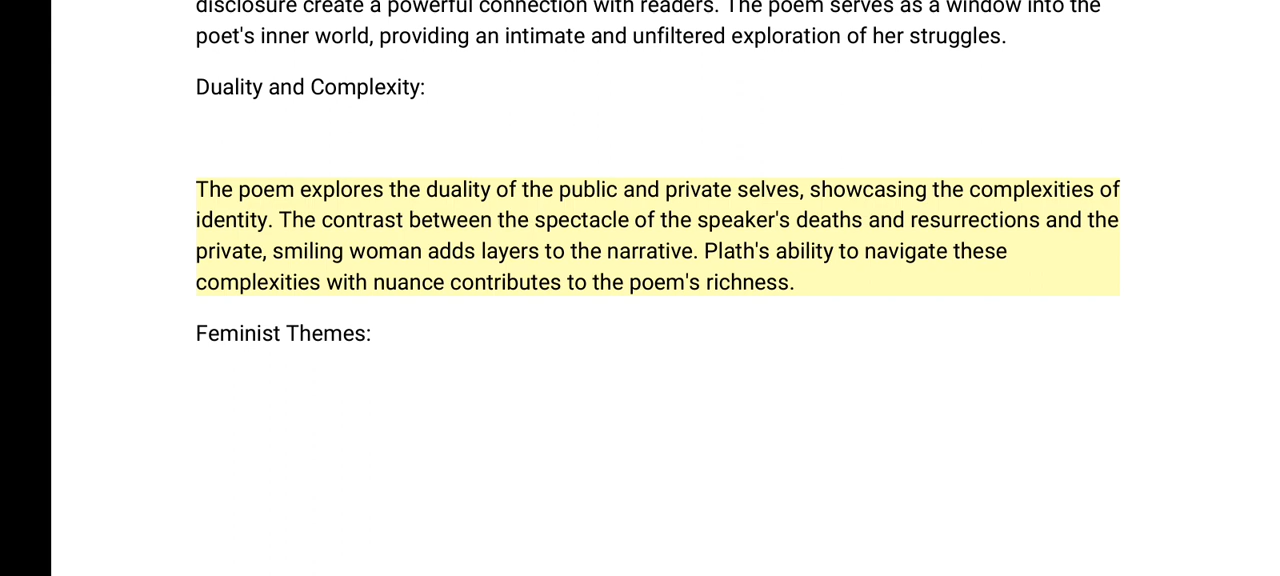 disclosure create a powerful connection with readers. The poem serves as a window into the
poet's inner world, providing an intimate and unfiltered exploration of her struggles.
Duality and Complexity:
The poem explores the duality of the public and private selves, showcasing the complexities of
identity. The contrast between the spectacle of the speaker's deaths and resurrections and the
private, smiling woman adds layers to the narrative. Plath's ability to navigate these
complexities with nuance contributes to the poem's richness.
Feminist Themes: